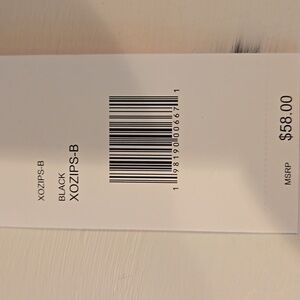 XOZIPS-B
BLACK
XOZIPS-B
1 98190 00667 1
MSRP $58.00